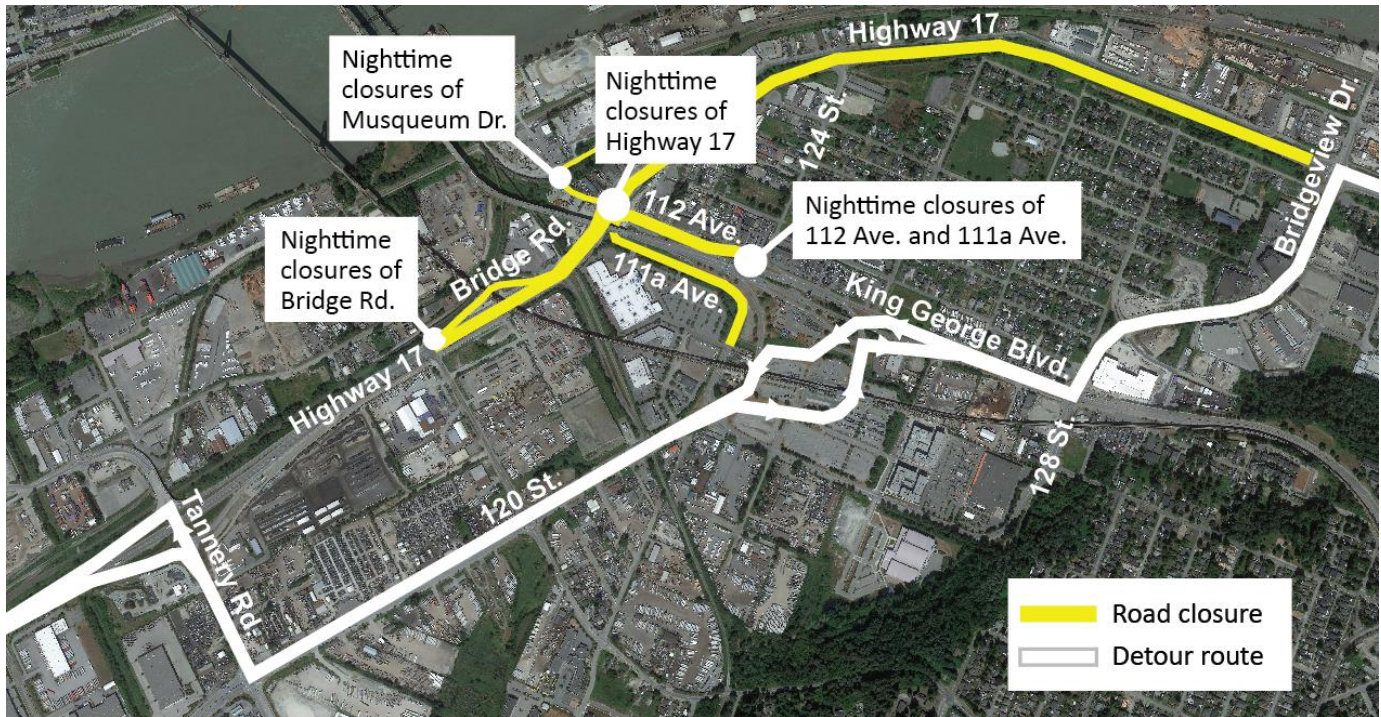 Highway 17
Nighttime
closures of
Musqueum Dr.
Nighttime
closures of
Highway 17
124 St.
Bridgeview Dr.
Nighttime closures of
112 Ave. and 111a Ave.
112 Ave.
Nighttime
closures of
Bridge Rd.
Bridge Rd.
111a Ave.
King George Blvd.
Highway 17
128 St.
120 St.
Tannery Rd.
Road closure
Detour route